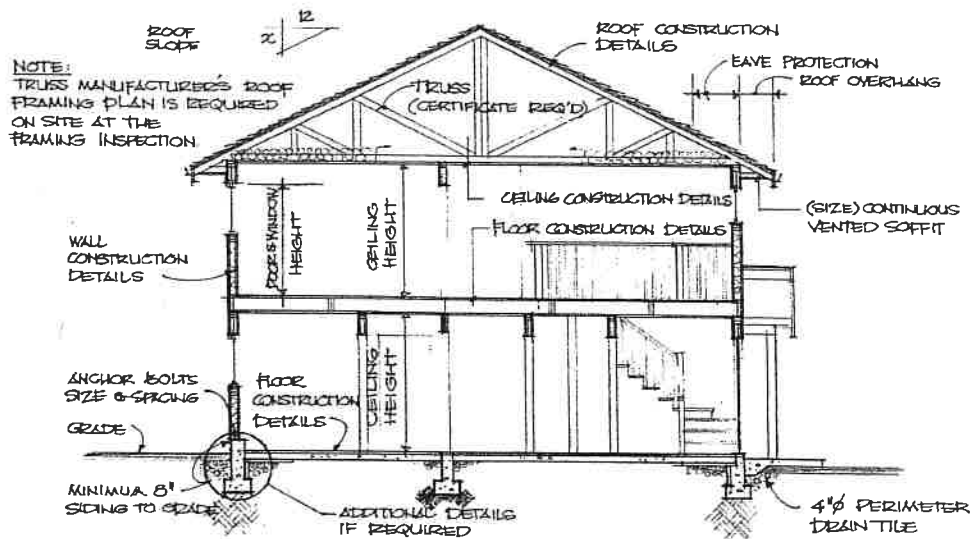 ROOF
SLOPE
12
x
NOTE:
TRUSS MANUFACTURER'S ROOF
FRAMING PLAN IS REQUIRED
ON SITE AT THE
FRAMING INSPECTION
ROOF CONSTRUCTION
DETAILS
EAVE PROTECTION
ROOF OVERHANG
TRUSS
(CERTIFICATE REQ'D)
CEILING CONSTRUCTION DETAILS
FLOOR CONSTRUCTION DETAILS
(SIZE) CONTINUOUS
VENTED SOFFIT
DOOR & WINDOW
HEIGHT
CEILING
HEIGHT
WALL
CONSTRUCTION
DETAILS
CEILING
HEIGHT
ANCHOR BOLTS
SIZE & SPACING
FLOOR
CONSTRUCTION
DETAILS
GRADE
MINIMUM 8"
SIDING TO GRADE
ADDITIONAL DETAILS
IF REQUIRED
4"ø PERIMETER
DRAIN TILE